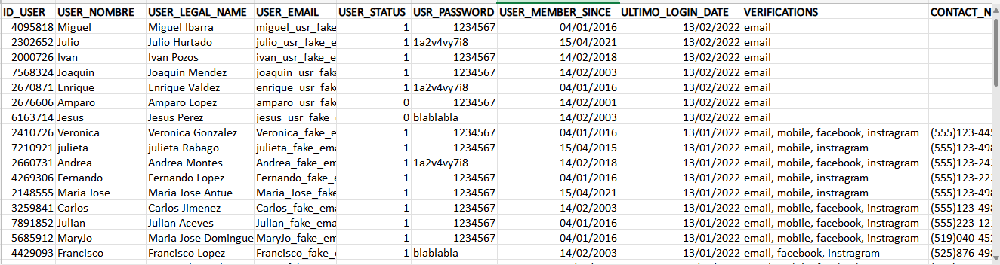 ID_USER USER_NOMBRE USER_LEGAL_NAME USER_EMAIL USER_STATUS USR_PASSWORD USER_MEMBER_SINCE ULTIMO_LOGIN_DATE VERIFICATIONS CONTACT_N
4095818 Miguel Miguel Ibarra miguel_usr_fake 1 1234567 04/01/2016 13/02/2022 email
2302652 Julio Julio Hurtado julio_usr_fake_e 1 1a2v4vy7i8 15/04/2021 13/02/2022 email
2000726 Ivan Ivan Pozos ivan_usr_fake_e 1 1234567 14/02/2018 13/02/2022 email
7568324 Joaquin Joaquin Mendez joaquin_usr_fak 1 1234567 14/02/2003 13/02/2022 email
2670871 Enrique Enrique Valdez enrique_usr_fak 1 1a2v4vy7i8 04/01/2016 13/02/2022 email
2676606 Amparo Amparo Lopez amparo_usr_fak 0 1234567 14/02/2001 13/02/2022 email
6163714 Jesus Jesus Perez jesus_usr_fake_ 0 blablabla 14/02/2003 13/02/2022 email
2410726 Veronica Veronica Gonzalez Veronica_fake_e 1 1234567 04/01/2016 13/01/2022 email, mobile, facebook, instragram (555)123-445
7210921 julieta julieta Rabago julieta_fake_ema 1 1234567 15/04/2015 13/01/2022 email, mobile, instragram (555)123-498
2660731 Andrea Andrea Montes Andrea_fake_em 1 1a2v4vy7i8 14/02/2018 13/01/2022 email, mobile, facebook, instragram (555)123-242
4269306 Fernando Fernando Lopez Fernando_fake_e 1 1234567 04/01/2016 13/01/2022 email, mobile, instragram (555)123-222
2148555 Maria Jose Maria Jose Antue Maria_Jose_fake 1 1234567 15/04/2021 13/01/2022 email, mobile, instragram (555)123-498
3259841 Carlos Carlos Jimenez Carlos_fake_ema 1 1234567 14/02/2003 13/01/2022 email, mobile, facebook, instragram (555)123-498
7891852 Julian Julian Aceves Julian_fake_ema 1 1234567 04/01/2016 13/01/2022 email, mobile, facebook, instragram (555)223-12
5685912 MaryJo Maria Jose Domingue MaryJo_fake_em 1 1234567 04/01/2016 13/01/2022 email, mobile, facebook, instragram (519)040-452
4429093 Francisco Francisco Lopez Francisco_fake_ 1 blablabla 14/02/2003 13/01/2022 email, facebook, instragram (525)876-498